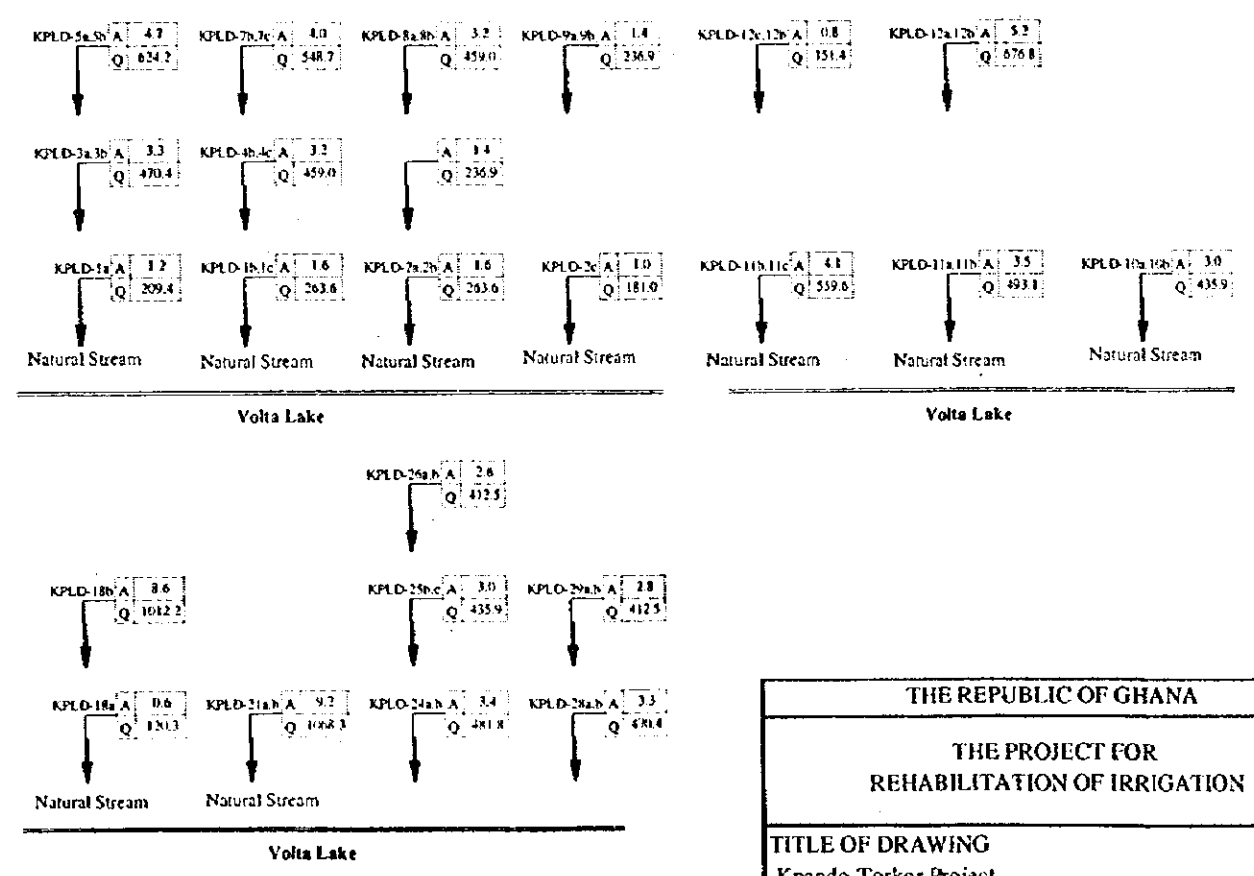 KPLD-5a.5b A 4.7 KPLD-7b.7c A 4.0 KPLD-8a.8b A 3.2 KPLD-9a.9b A 1.4 KPLD-12c.12b A 0.8 KPLD-12a.12b A 5.2
Q 624.2 Q 548.7 Q 459.0 Q 236.9 Q 151.4 Q 676.8
KPLD-3a.3b A 3.3 KPLD-4b.4c A 3.2 A 1.4
Q 470.4 Q 459.0 Q 236.9
KPLD-1a A 1.2 KPLD-1b.1c A 1.6 KPLD-2a.2b A 1.6 KPLD-2c A 1.0 KPLD-11b.11c A 4.1 KPLD-11a.11b A 3.5 KPLD-10a.10b A 3.0
Q 209.4 Q 263.6 Q 263.6 Q 181.0 Q 559.6 Q 493.1 Q 435.9
Natural Stream Natural Stream Natural Stream Natural Stream Natural Stream Natural Stream Natural Stream
Volta Lake Volta Lake
KPLD-26a.b A
Q 412.5
KPLD-18b A 8.6 KPLD-25b.c A 3.0 KPLD-29a.b A 2.8
Q 1012.2 Q 435.9 Q 412.5
KPLD-18a A 0.6 KPLD-21a.b A 9.2 KPLD-24a.b A 3.4 KPLD-28a.b A 3.3
Q 120.3 Q 1068.3 Q 481.8 Q 470.4
Natural Stream Natural Stream
Volta Lake
THE REPUBLIC OF GHANA
THE PROJECT FOR
REHABILITATION OF IRRIGATION
TITLE OF DRAWING
Kpando-Torkor Project